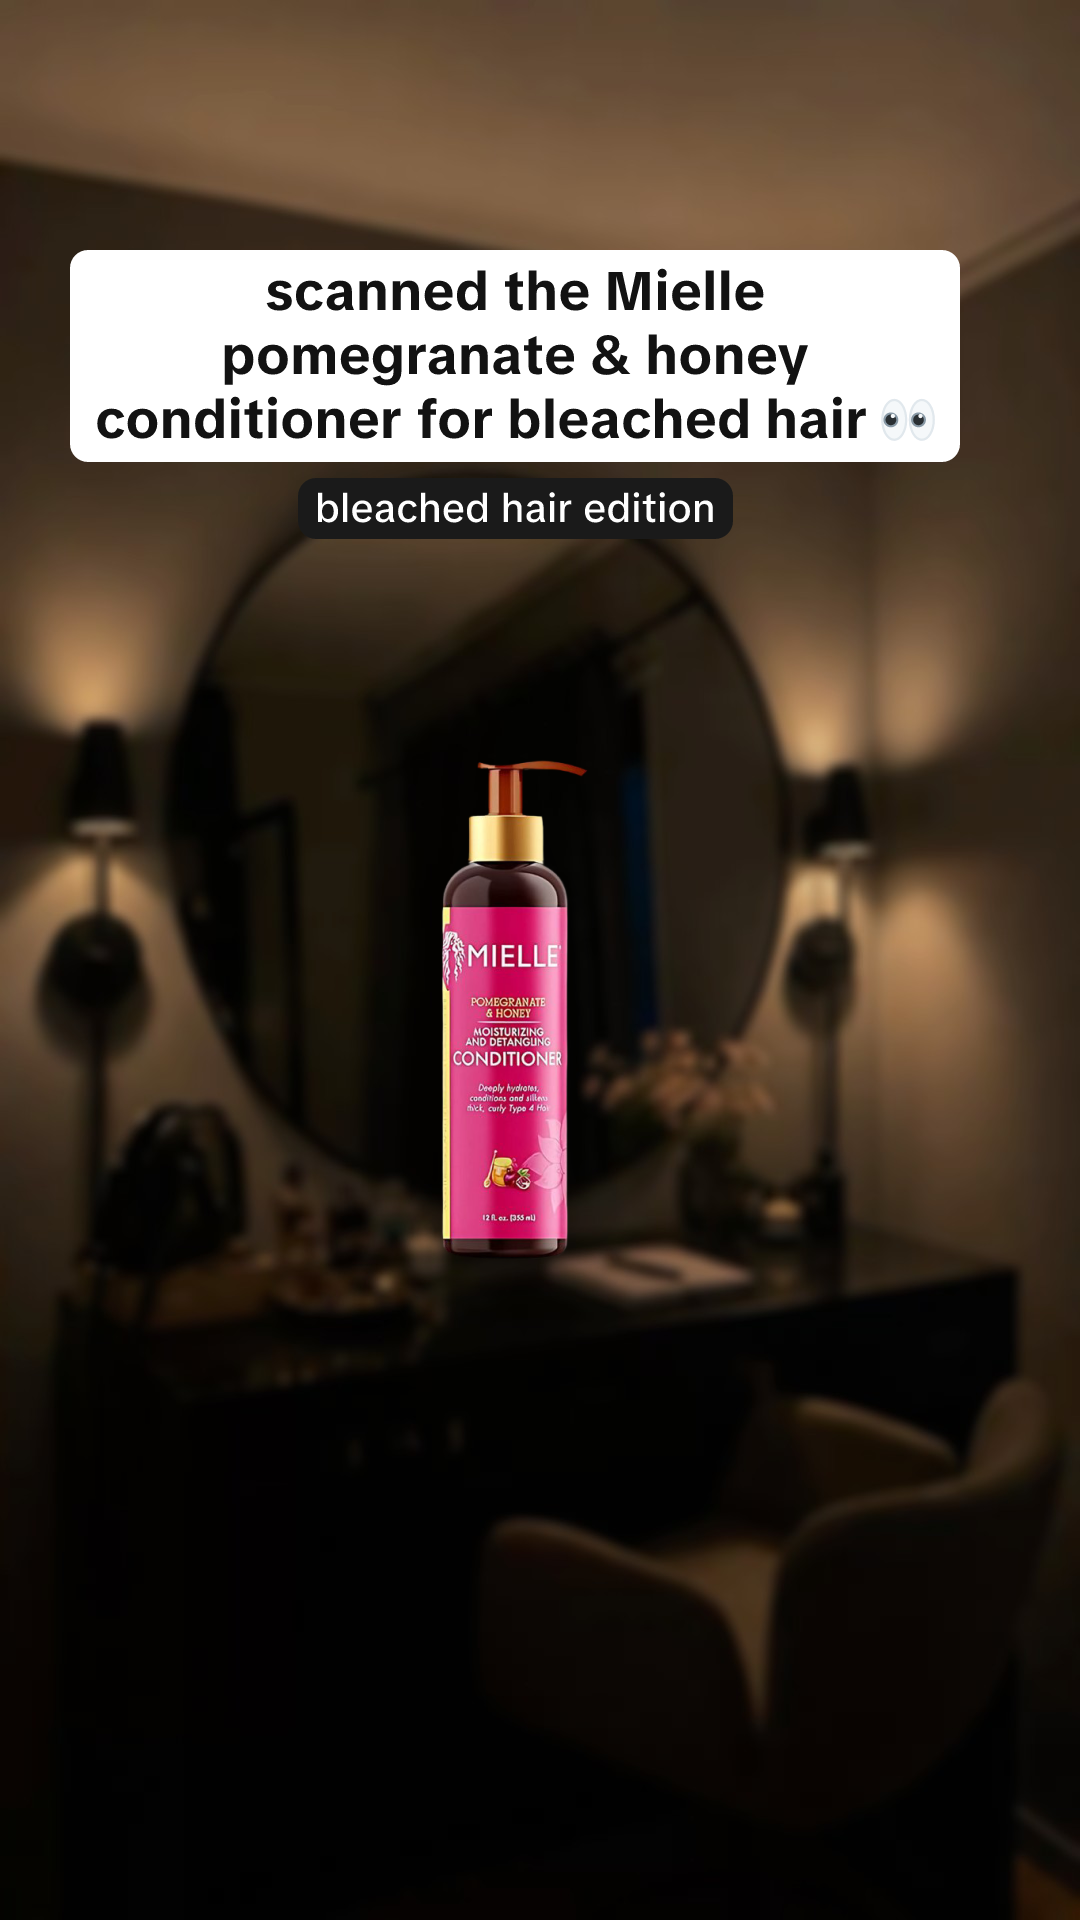 scanned the Mielle
pomegranate & honey
conditioner for bleached hair 👀
bleached hair edition
MIELLE
POMEGRANATE
& HONEY
MOISTURIZING
AND DETANGLING
CONDITIONER
Deeply hydrates,
conditions and silkens
thick, curly Type 4 Hair
12 fl. oz. (355 mL)